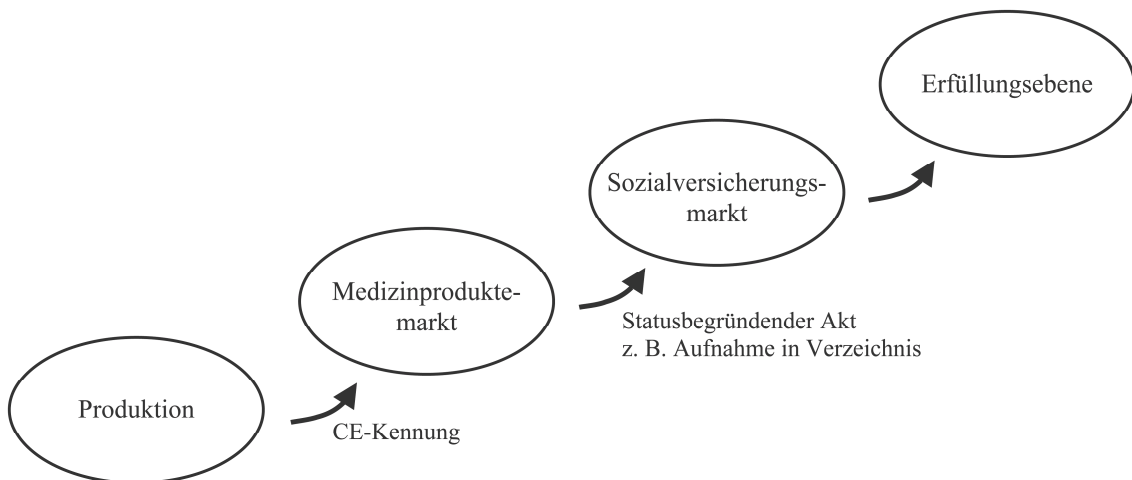 Erfüllungsebene
Sozialversicherungs-
markt
Medizinprodukte-
markt
Statusbegründender Akt
z. B. Aufnahme in Verzeichnis
Produktion
CE-Kennung